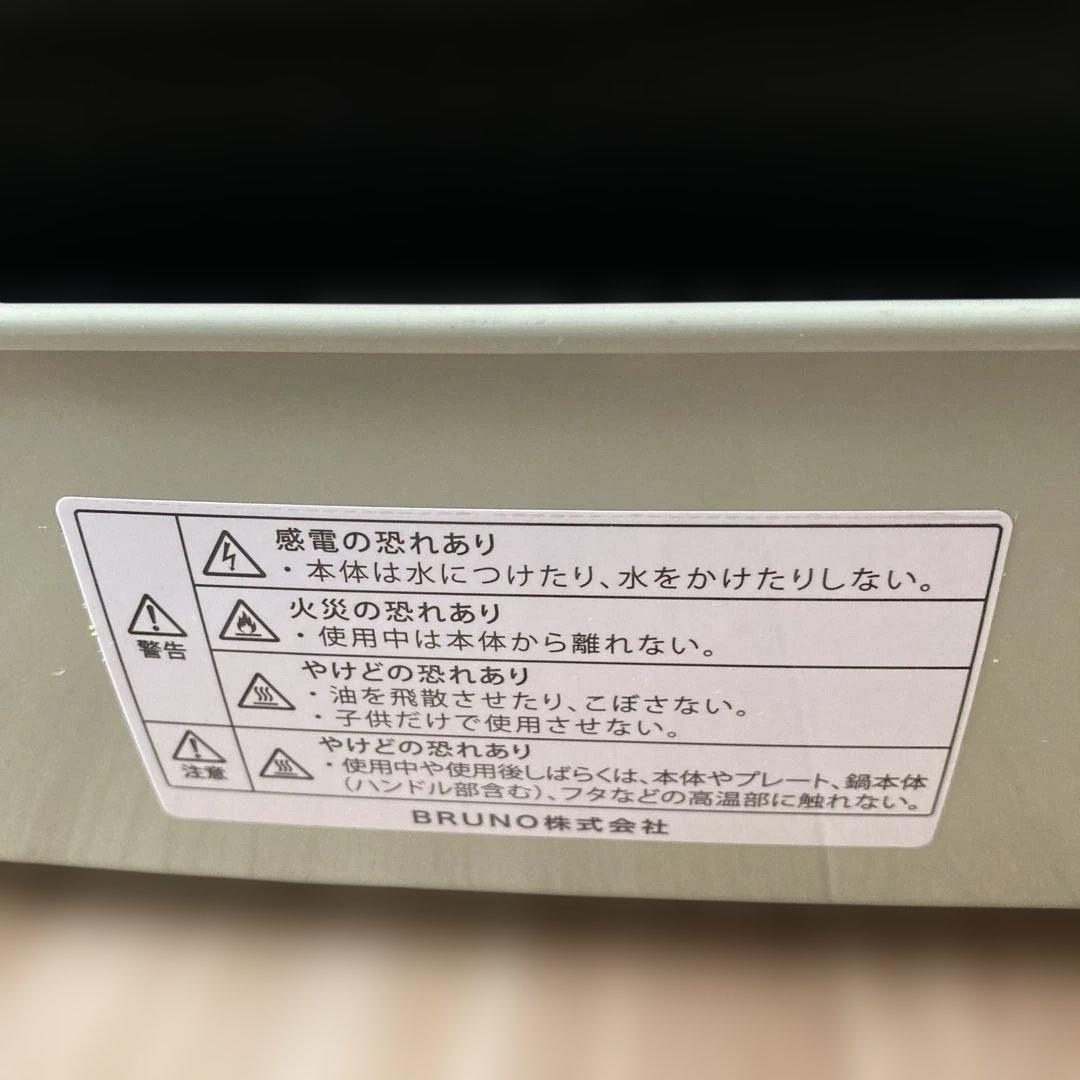 警告
感電の恐れあり
・本体は水につけたり、水をかけたりしない。
火災の恐れあり
・使用中は本体から離れない。
やけどの恐れあり
・油を飛散させたり、こぼさない。
・子供だけで使用させない。
注意
やけどの恐れあり
・使用中や使用後しばらくは、本体やプレート、鍋本体
（ハンドル部含む）、フタなどの高温部に触れない。
BRUNO株式会社